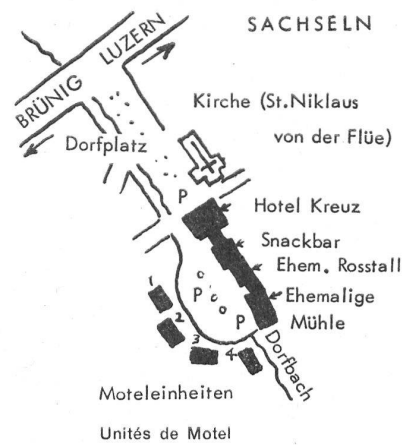 SACHSELN
LUZERN
BRÜNIG
Kirche (St.Niklaus
von der Flüe)
Dorfplatz
P
Hotel Kreuz
Snackbar
Ehem. Rosstall
Ehemalige
Mühle
1
P
2
P
3
4
Dorfbach
Moteleinheiten
Unités de Motel